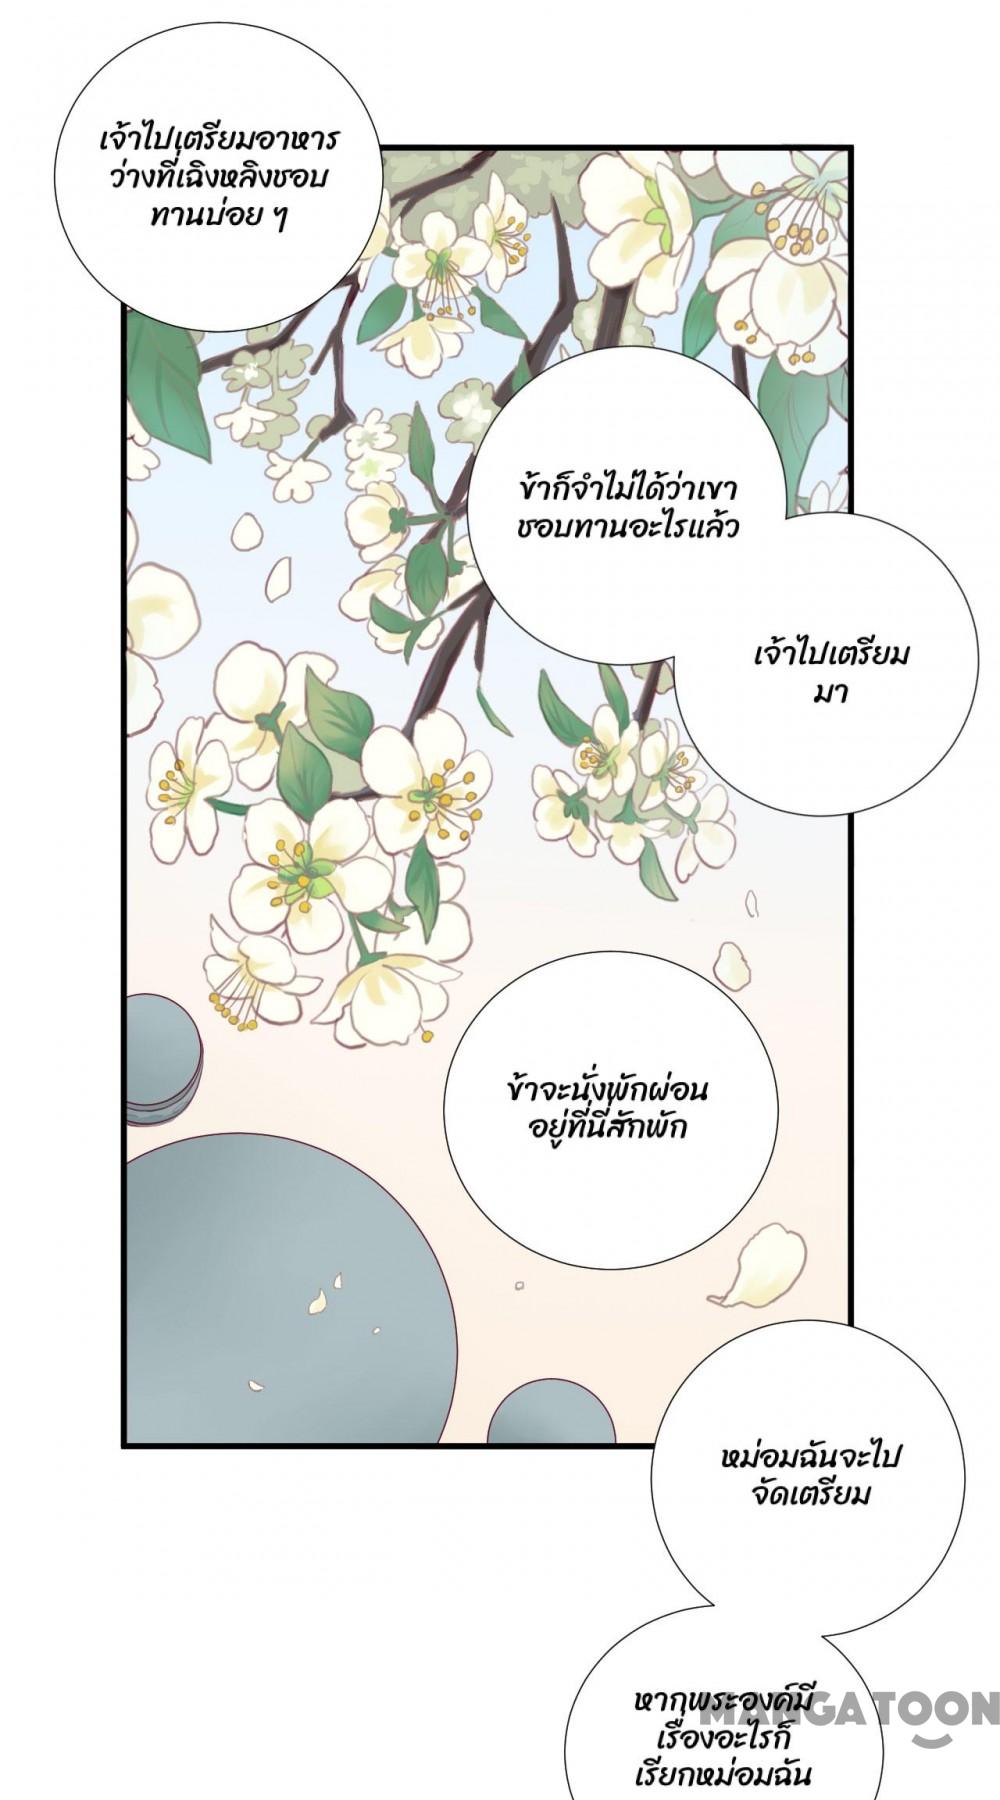 เจ้าไปเตรียมอาหาร
ว่างที่เฉิงหลิงชอบ
ทานบ่อย ๆ
ข้าก็จำไม่ได้ว่าเขา
ชอบทานอะไรแล้ว
เจ้าไปเตรียม
มา
ข้าจะนั่งพักผ่อน
อยู่ที่นี่สักพัก
หม่อมฉันจะไป
จัดเตรียม
หากพระองค์มี
เรื่องอะไรก็
เรียกหม่อมฉัน
MANGATOON